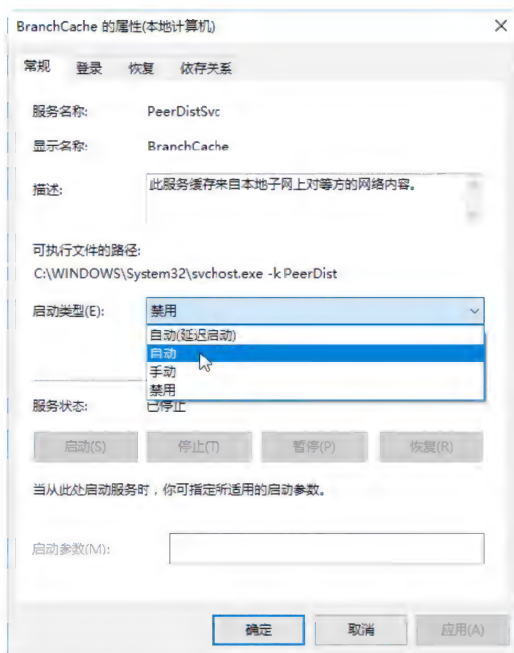 BranchCache 的属性(本地计算机)
常规 登录 恢复 依存关系
服务名称: PeerDistSvc
显示名称: BranchCache
描述: 此服务缓存来自本地子网上对等方的网络内容。
可执行文件的路径:
C:\WINDOWS\System32\svchost.exe -k PeerDist
启动类型(E): 禁用
自动(延迟启动)
自动
手动
禁用
服务状态: 已停止
启动(S) 停止(T) 暂停(P) 恢复(R)
当从此处启动服务时，你可指定所适用的启动参数。
启动参数(M):
确定 取消 应用(A)